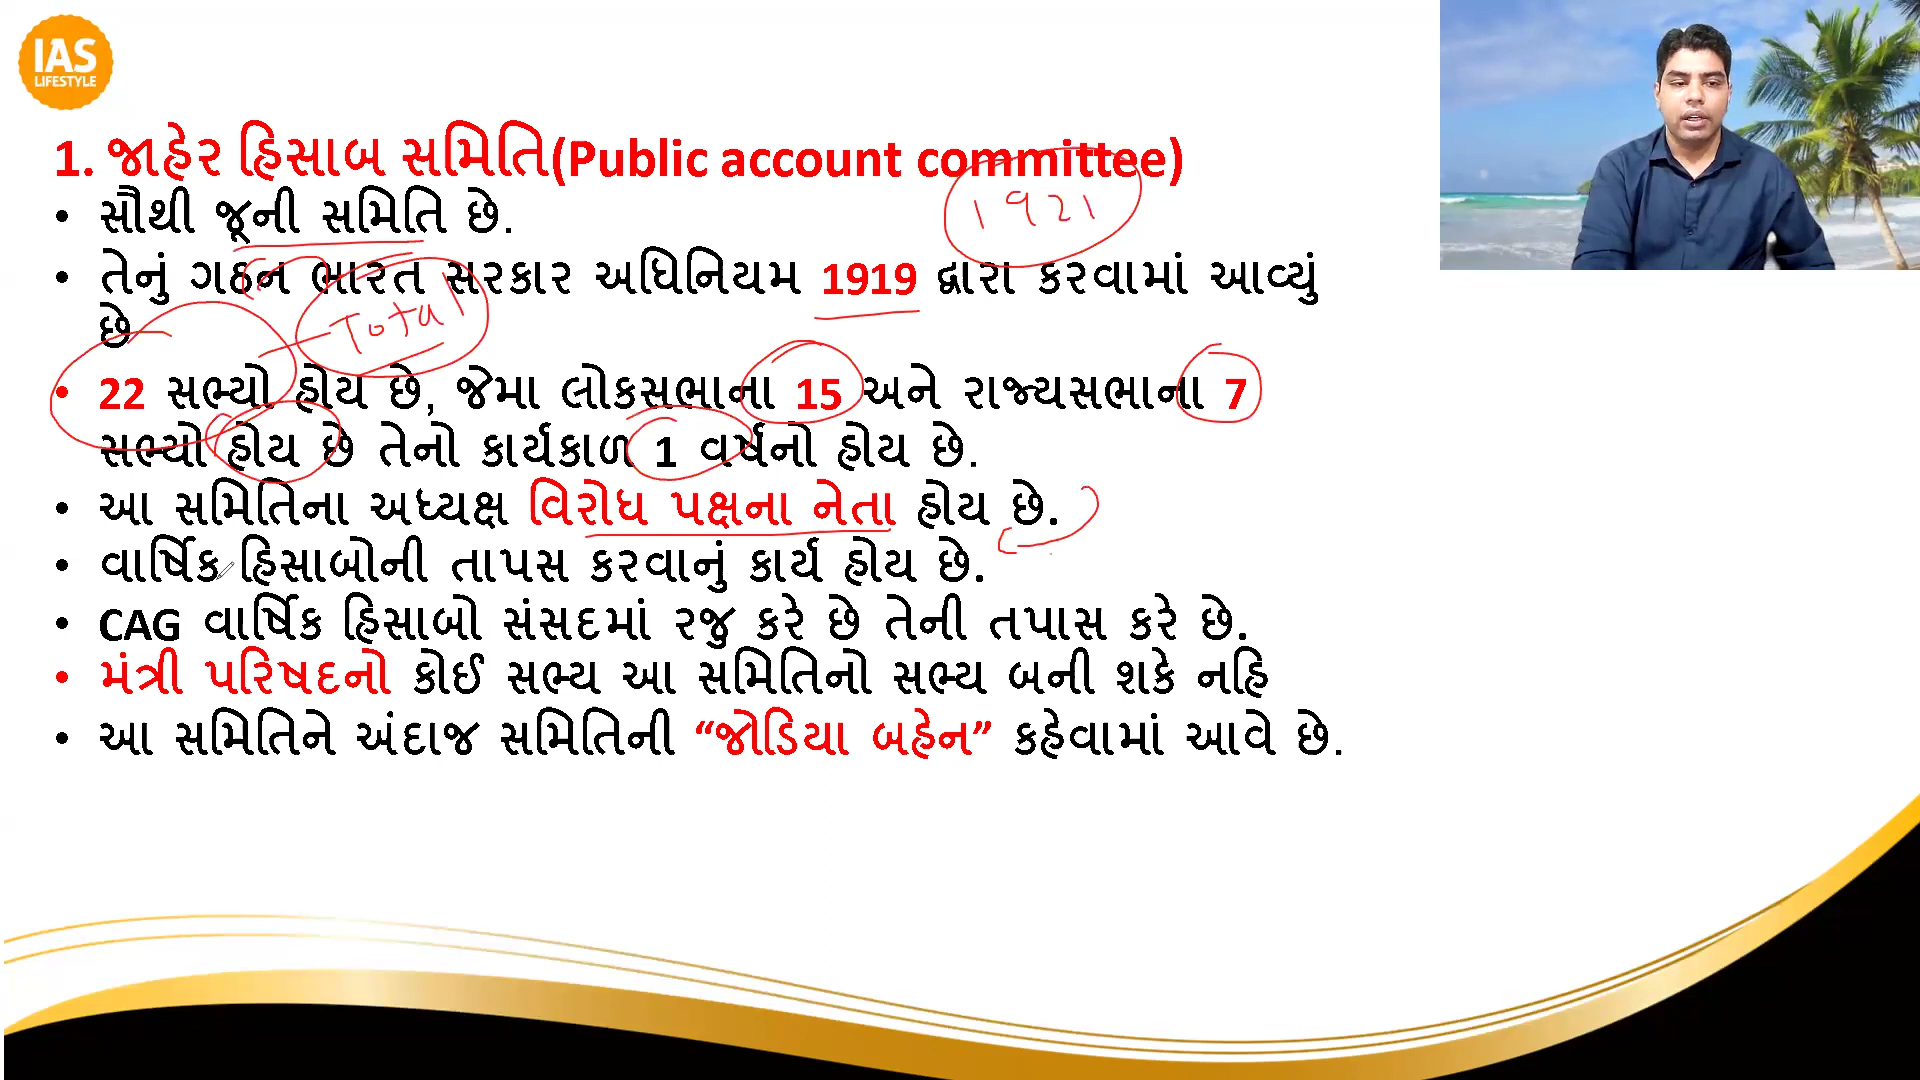 IAS
LIFESTYLE
1. જાહેર હિસાબ સમિતિ(Public account committee)
• સૌથી જૂની સમિતિ છે.
1921
• તેનું ગઠન ભારત સરકાર અધિનિયમ 1919 દ્વારા કરવામાં આવ્યું
છે
Total
• 22 સભ્યો હોય છે, જેમા લોકસભાના 15 અને રાજ્યસભાના 7
સભ્યો હોય છે તેનો કાર્યકાળ 1 વર્ષનો હોય છે.
• આ સમિતિના અધ્યક્ષ વિરોધ પક્ષના નેતા હોય છે.
• વાર્ષિક હિસાબોની તાપસ કરવાનું કાર્ય હોય છે.
• CAG વાર્ષિક હિસાબો સંસદમાં રજુ કરે છે તેની તપાસ કરે છે.
• મંત્રી પરિષદનો કોઈ સભ્ય આ સમિતિનો સભ્ય બની શકે નહિ
• આ સમિતિને અંદાજ સમિતિની “જોડિયા બહેન” કહેવામાં આવે છે.